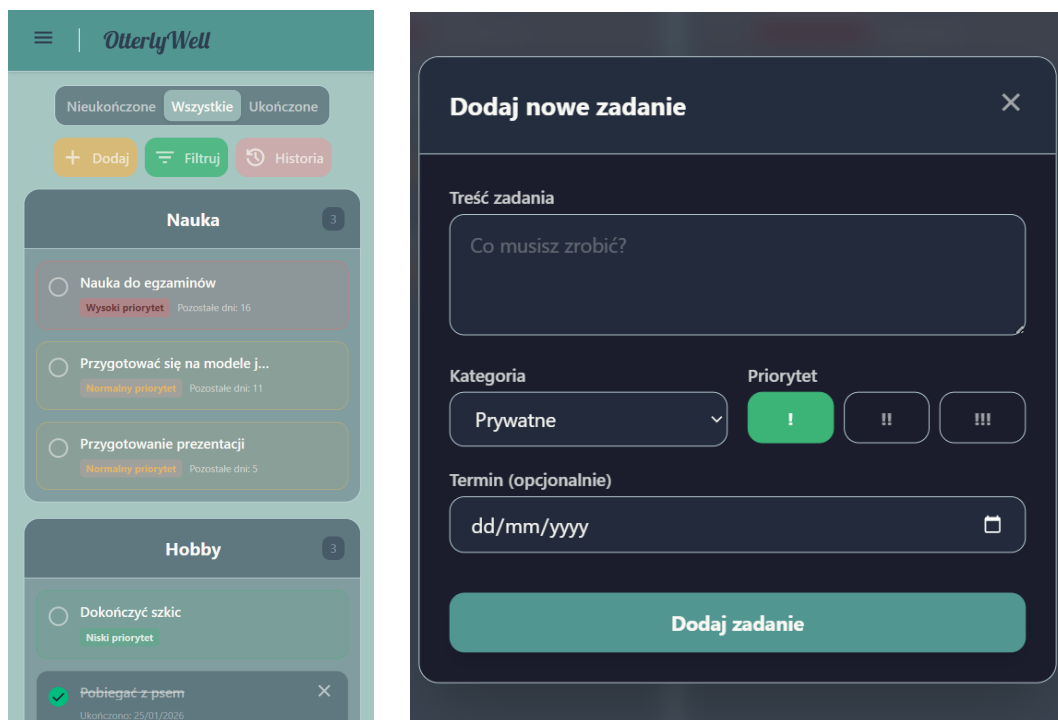 OtterlyWell
Nieukończone Wszystkie Ukończone
Dodaj Filtruj Historia
Nauka 3
Nauka do egzaminów
Wysoki priorytet Pozostałe dni: 16
Przygotować się na modele j...
Normalny priorytet Pozostałe dni: 11
Przygotowanie prezentacji
Normalny priorytet Pozostałe dni: 5
Hobby 3
Dokończyć szkic
Niski priorytet
Pobiegać z psem
Ukończono: 25/01/2026
Dodaj nowe zadanie
Treść zadania
Co musisz zrobić?
Kategoria Priorytet
Prywatne ! !! !!!
Termin (opcjonalnie)
dd/mm/yyyy
Dodaj zadanie